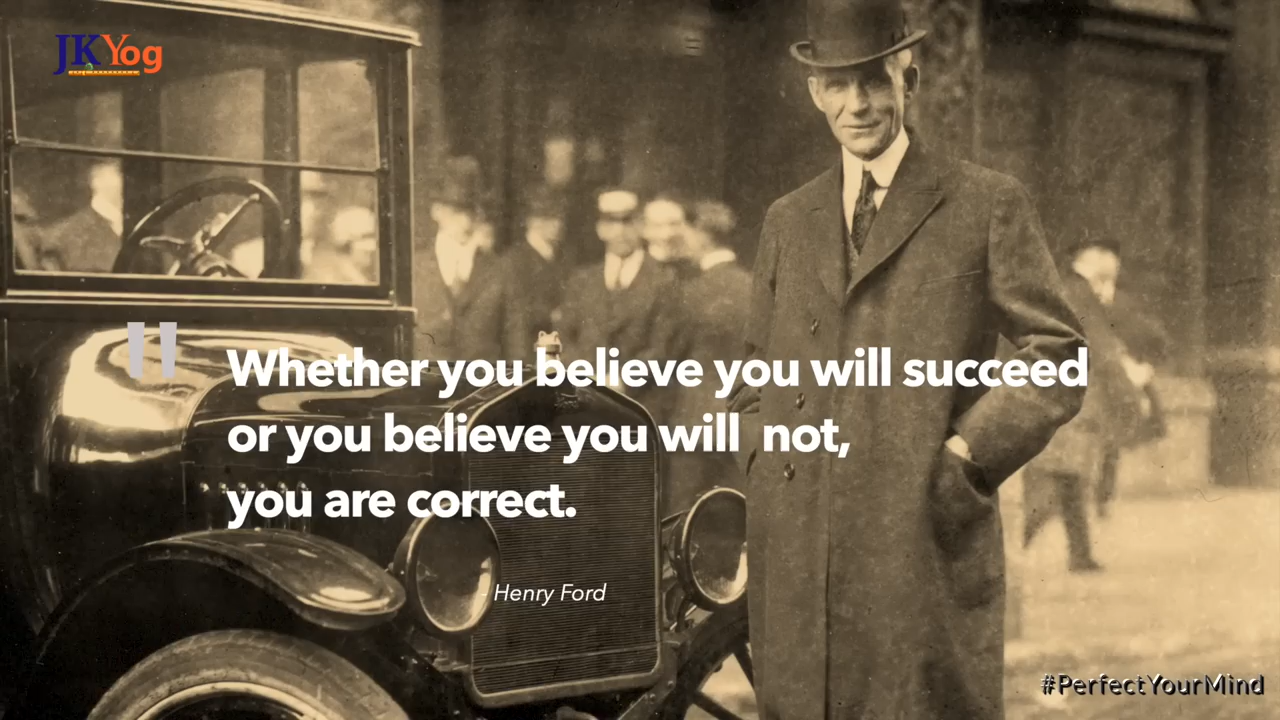 JKYog
"
Whether you believe you will succeed
or you believe you will not,
you are correct.
- Henry Ford
#PerfectYourMind